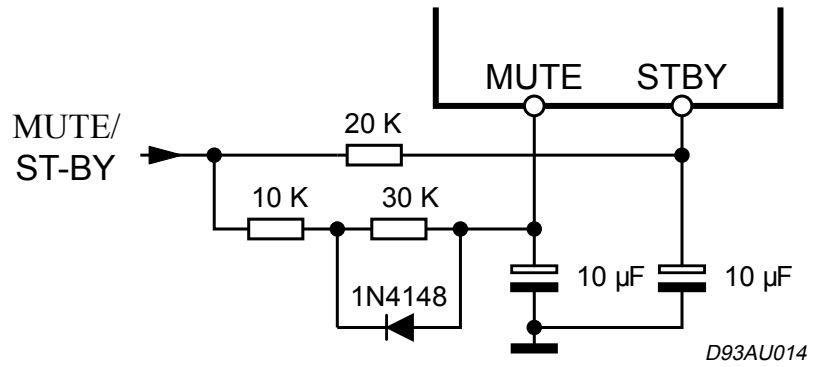 MUTE STBY
MUTE/
ST-BY
20 K
10 K 30 K
1N4148
10 µF 10 µF
D93AU014